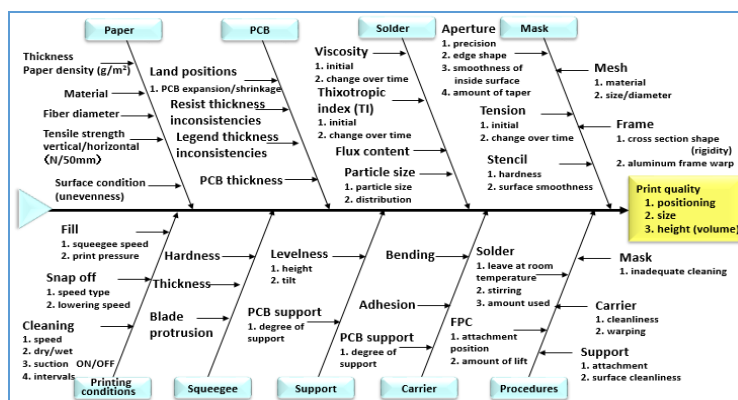 Paper
Thickness
Paper density (g/m²)
Material
Fiber diameter
Tensile strength
vertical/horizontal
〈N/50mm〉
Surface condition
(unevenness)
PCB
Land positions
1. PCB expansion/shrinkage
Resist thickness
inconsistencies
Legend thickness
inconsistencies
PCB thickness
Solder
Viscosity
1. initial
2. change over time
Thixotropic
index (TI)
1. initial
2. change over time
Flux content
Particle size
1. particle size
2. distribution
Mask
Aperture
1. precision
2. edge shape
3. smoothness of
inside surface
4. amount of taper
Tension
1. initial
2. change over time
Stencil
1. hardness
2. surface smoothness
Mesh
1. material
2. size/diameter
Frame
1. cross section shape
(rigidity)
2. aluminum frame warp
Print quality
1. positioning
2. size
3. height (volume)
Fill
1. squeegee speed
2. print pressure
Snap off
1. speed type
2. lowering speed
Cleaning
1. speed
2. dry/wet
3. suction ON/OFF
4. intervals
Printing
conditions
Hardness
Thickness
Blade
protrusion
Squeegee
Levelness
1. height
2. tilt
PCB support
1. degree of
support
Support
Bending
Adhesion
PCB support
1. degree of
support
Carrier
Solder
1. leave at room
temperature
2. stirring
3. amount used
FPC
1. attachment
position
2. amount of lift
Mask
1. inadequate cleaning
Carrier
1. cleanliness
2. warping
Support
1. attachment
2. surface cleanliness
Procedures